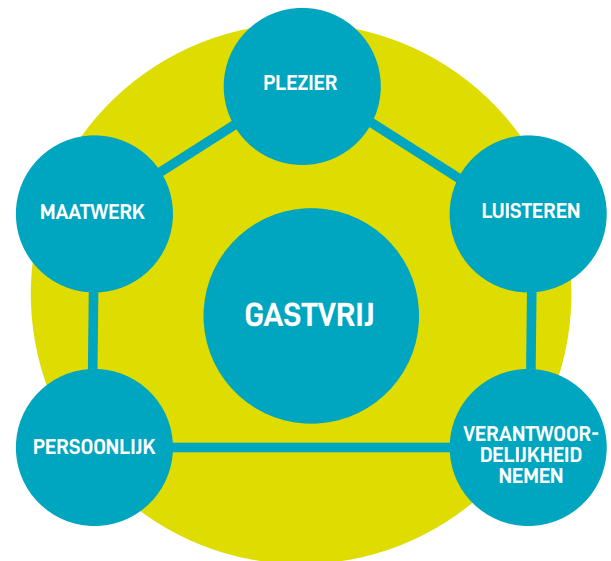 PLEZIER
MAATWERK
LUISTEREN
GASTVRIJ
PERSOONLIJK
VERANTWOOR-
DELIJKHEID
NEMEN